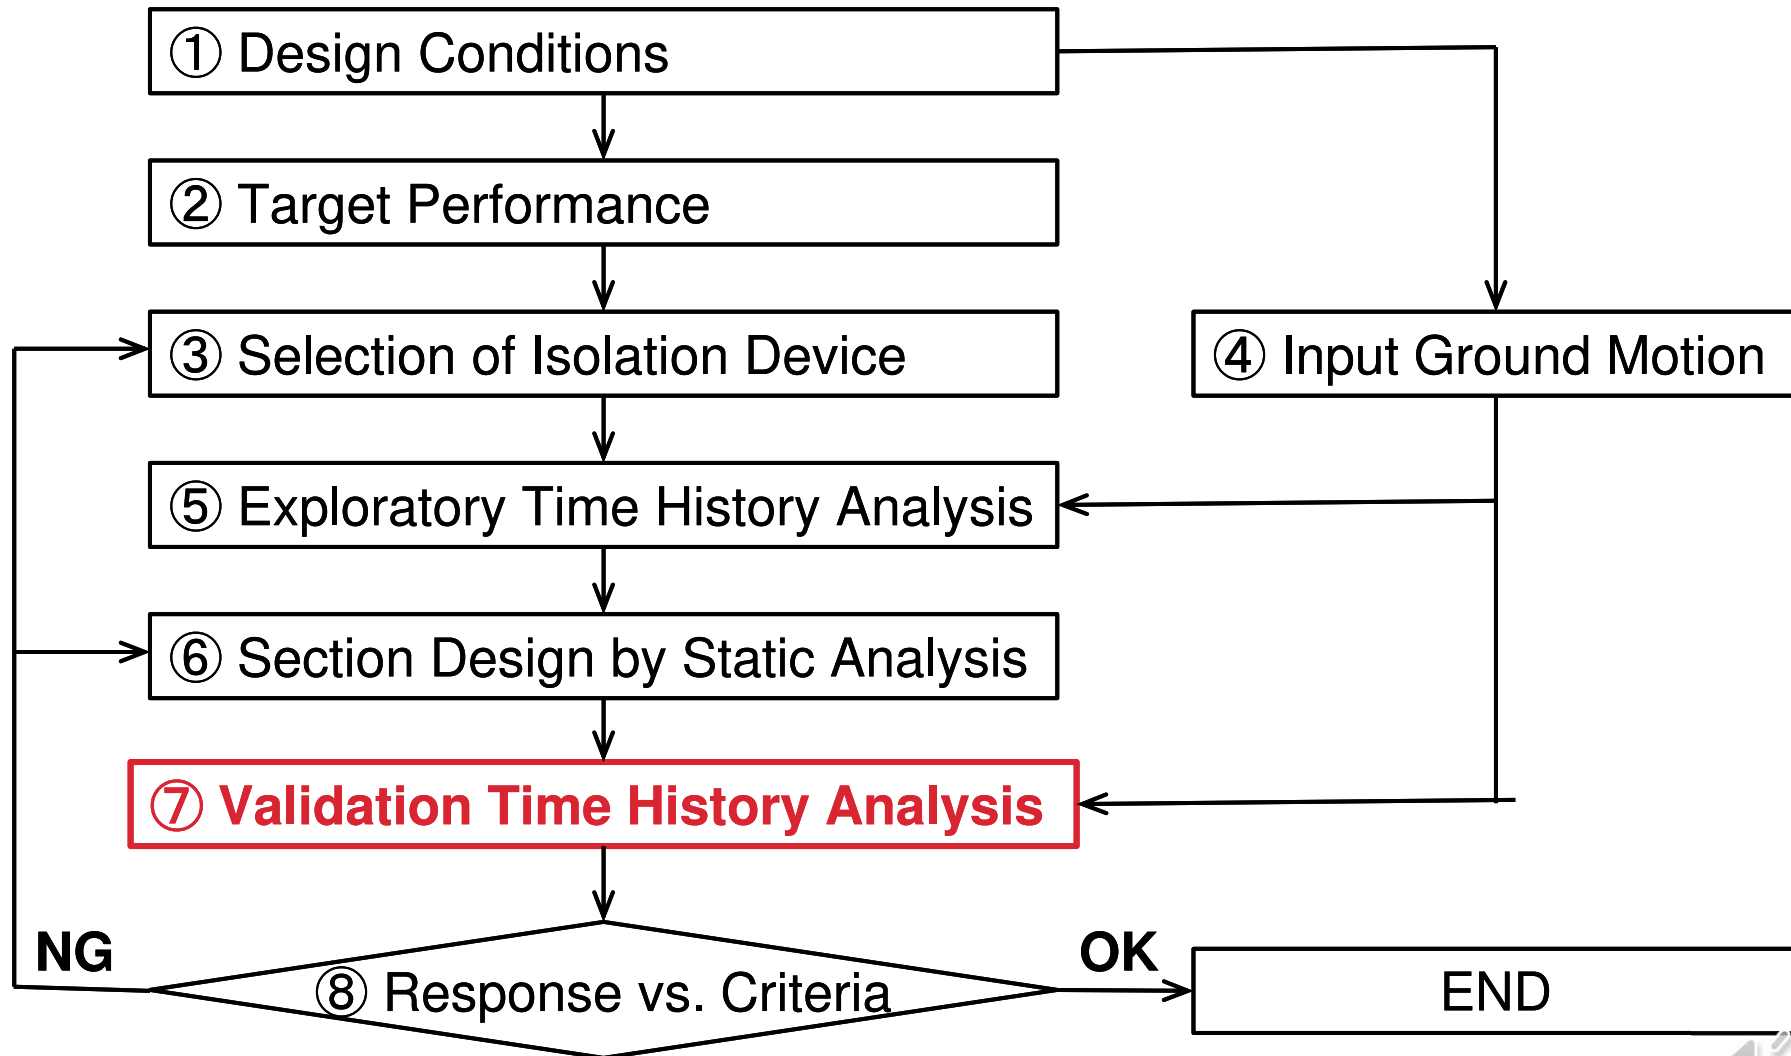 ① Design Conditions
② Target Performance
③ Selection of Isolation Device
④ Input Ground Motion
⑤ Exploratory Time History Analysis
⑥ Section Design by Static Analysis
⑦ Validation Time History Analysis
NG
OK
⑧ Response vs. Criteria
END